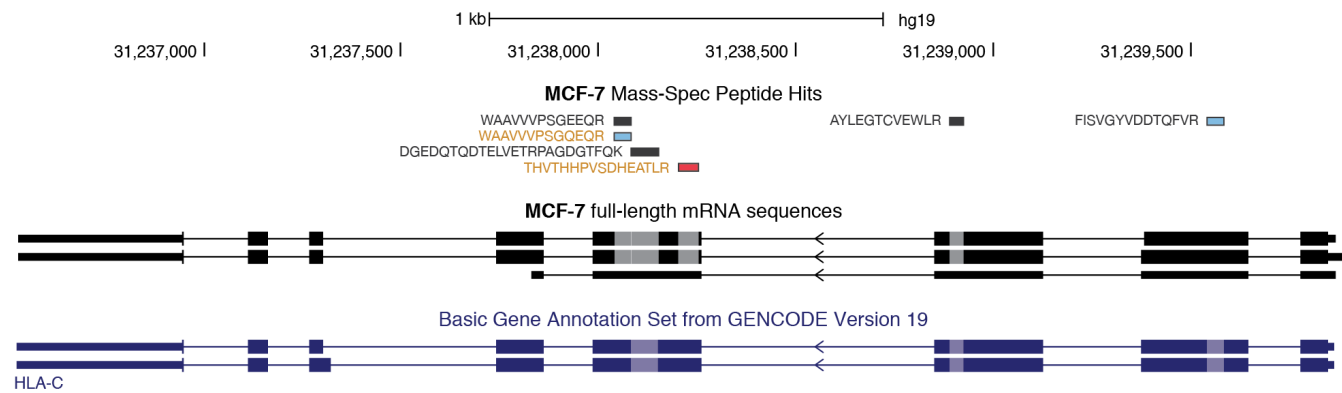 1 kb hg19
31,237,000 31,237,500 31,238,000 31,238,500 31,239,000 31,239,500
MCF-7 Mass-Spec Peptide Hits
WAAVVVPSGEEQR AYLEGTCVEWLR FISVGYVDDTQFVR
WAAVVVPSGQEQR
DGEDQTQDTELVETRPAGDGTFQK
THVTHHPVSDHEATLR
MCF-7 full-length mRNA sequences
Basic Gene Annotation Set from GENCODE Version 19
HLA-C